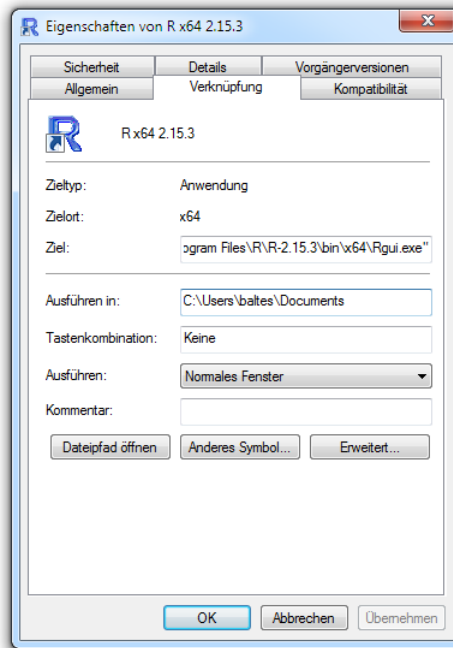 Eigenschaften von R x64 2.15.3
Sicherheit Details Vorgängerversionen
Allgemein Verknüpfung Kompatibilität
R x64 2.15.3
Zieltyp: Anwendung
Zielort: x64
Ziel: ogram Files\R\R-2.15.3\bin\x64\Rgui.exe"
Ausführen in: C:\Users\baltes\Documents
Tastenkombination: Keine
Ausführen: Normales Fenster
Kommentar:
Dateipfad öffnen Anderes Symbol... Erweitert...
OK Abbrechen Übernehmen